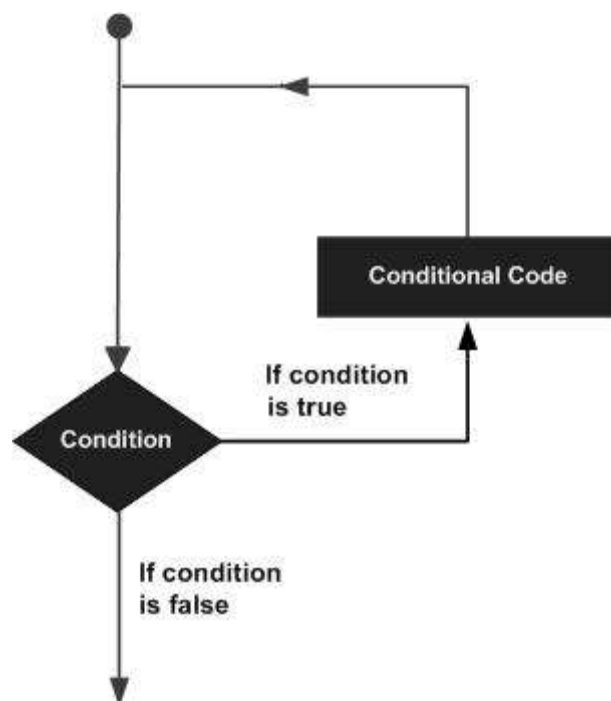 Conditional Code
If condition
is true
Condition
If condition
is false